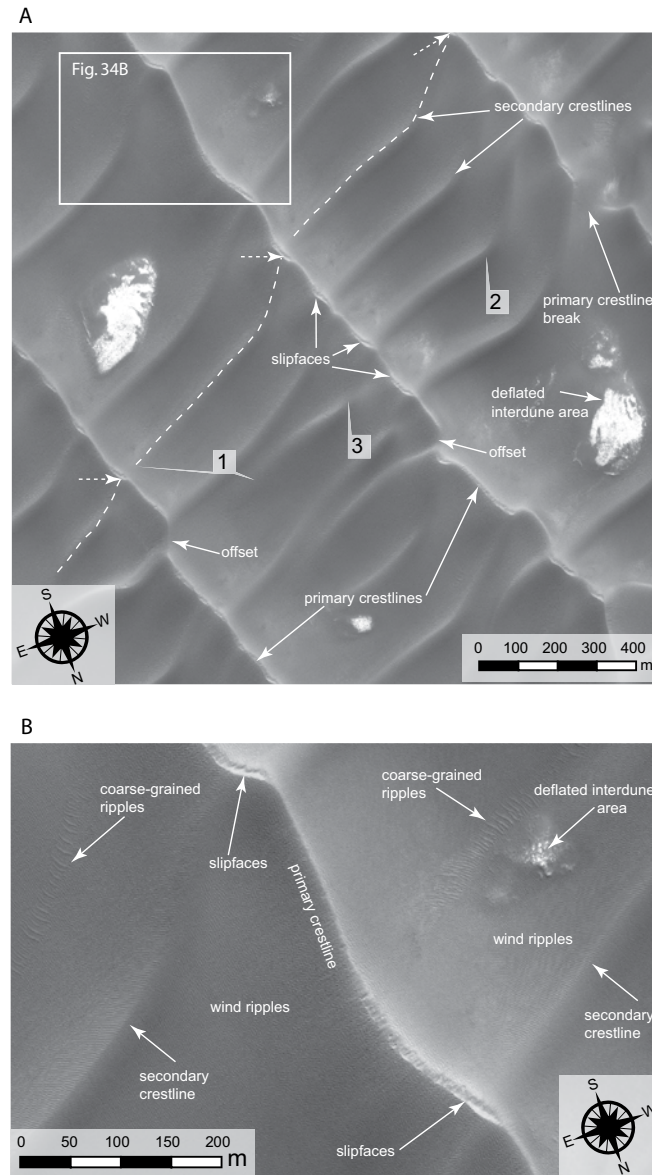 A
Fig. 34B
secondary crestlines
2
primary crestline
break
slipfaces
deflated
interdune area
3
offset
1
offset
primary crestlines
S
W
E
N
0 100 200 300 400
m
B
coarse-grained
ripples
coarse-grained
ripples
deflated interdune
area
slipfaces
primary crestline
wind ripples
wind ripples
secondary
crestline
secondary
crestline
S
W
E
N
0 50 100 150 200
m
slipfaces